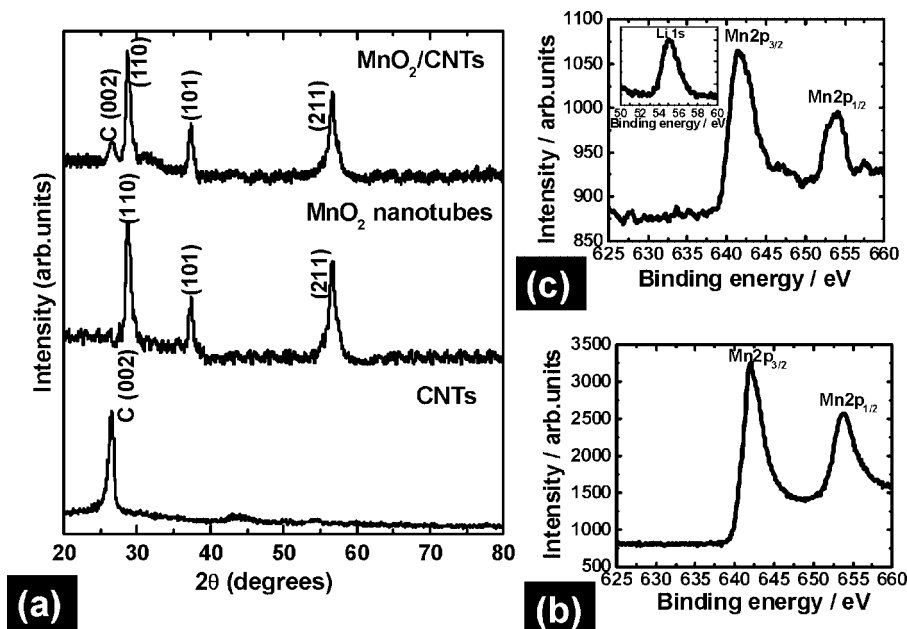 MnO₂/CNTs
C (002)
(110)
(101)
(211)
MnO₂ nanotubes
(110)
(101)
(211)
CNTs
C (002)
Intensity (arb.units)
20 30 40 50 60 70 80
2θ (degrees)
(a)
1100
1050
1000
950
900
850
Intensity / arb.units
Li 1s
50 52 54 56 58 60
Binding energy / eV
Mn2p₃/₂
Mn2p₁/₂
625 630 635 640 645 650 655 660
Binding energy / eV
(c)
3500
3000
2500
2000
1500
1000
500
Intensity / arb.units
Mn2p₃/₂
Mn2p₁/₂
625 630 635 640 645 650 655 660
Binding energy / eV
(b)